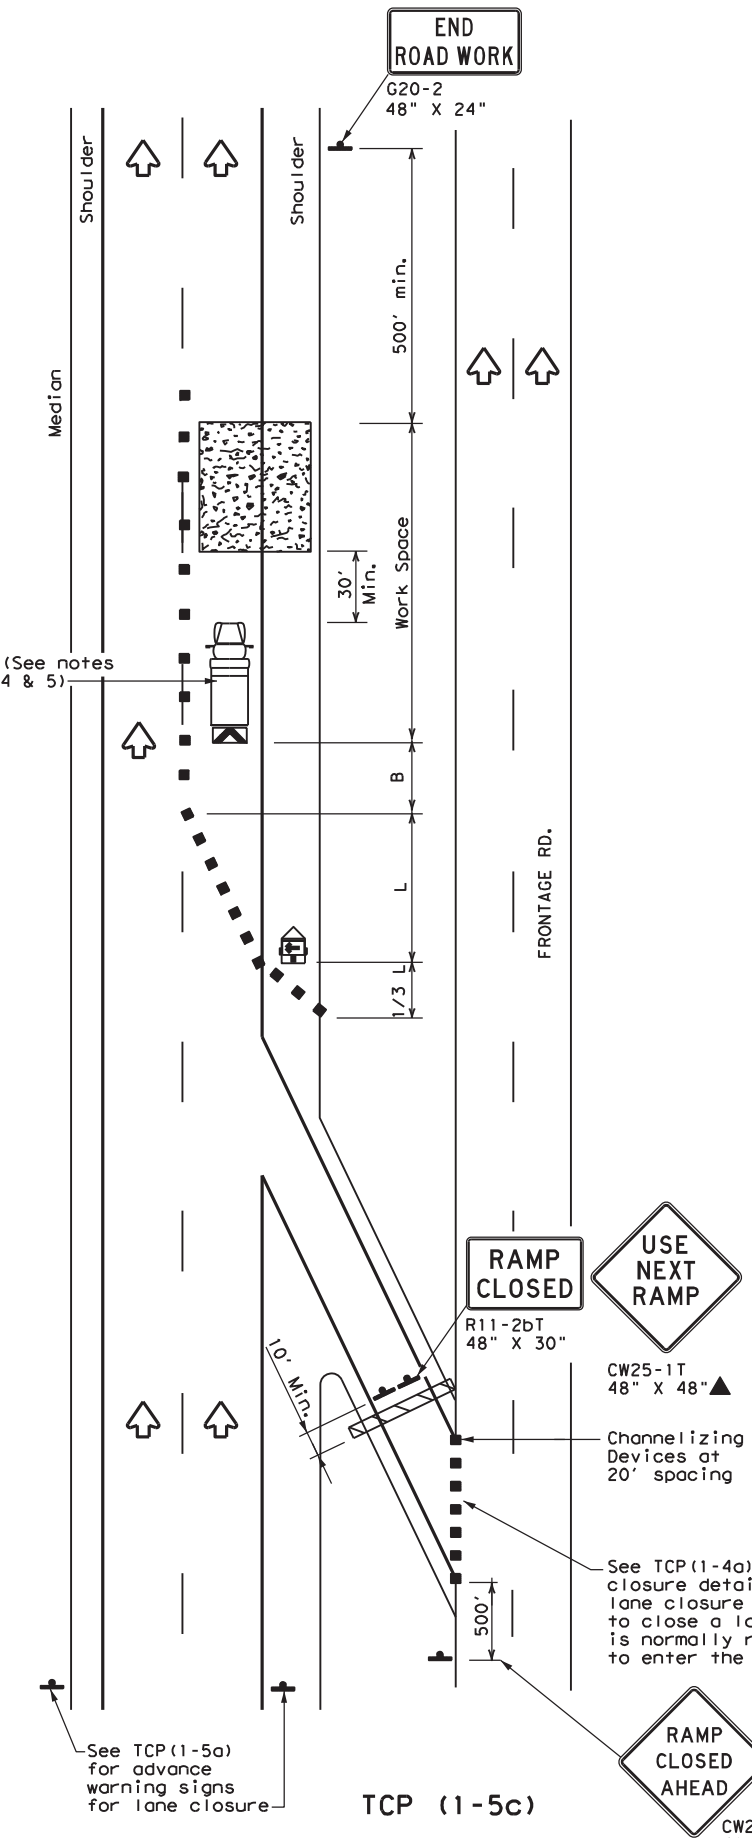 END
ROAD WORK
G20-2
48" X 24"
Shoulder
Shoulder
500' min.
Median
Work Space
30'
Min.
(See notes
4 & 5)
B
L
FRONTAGE RD.
1/3 L
RAMP
CLOSED
R11-2bT
48" X 30"
USE
NEXT
RAMP
CW25-1T
48" X 48"
10' Min.
Channelizing
Devices at
20' spacing
See TCP(1-4a)
closure detai
lane closure
to close a la
is normally r
to enter the
500'
See TCP(1-5a)
for advance
warning signs
for lane closure
RAMP
CLOSED
AHEAD
CW2
TCP (1-5c)